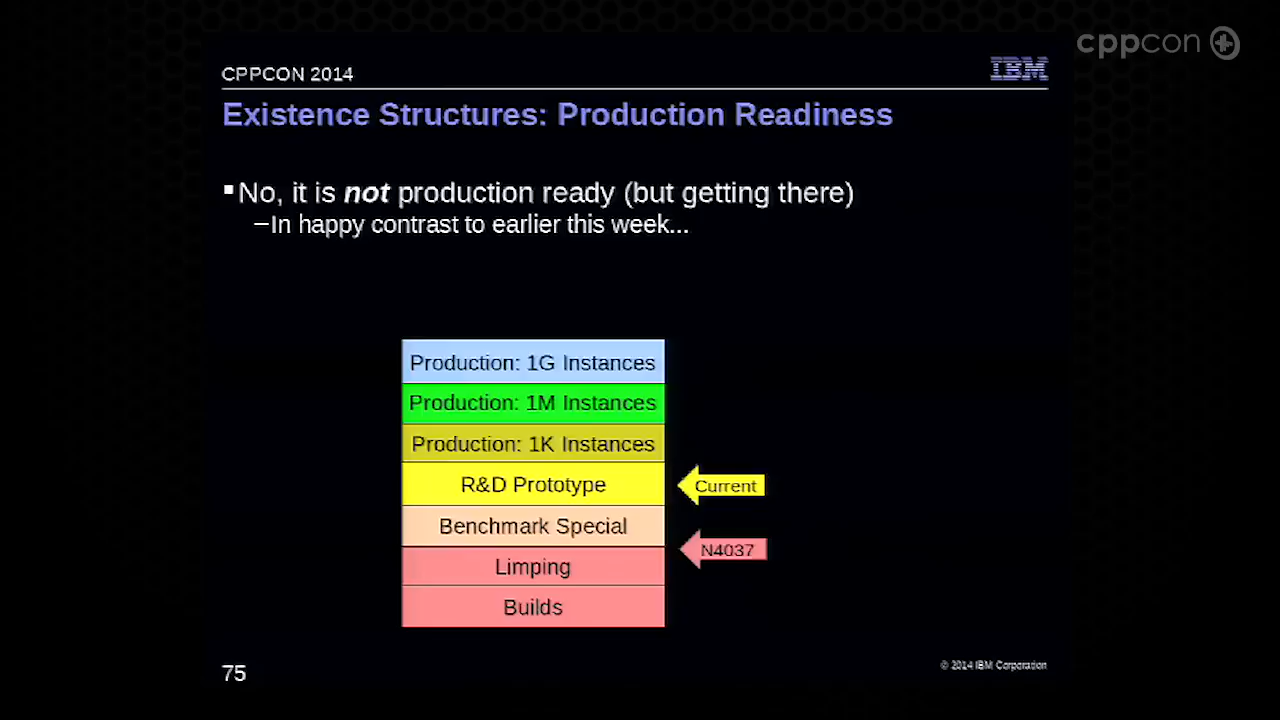 cppcon
CPPCON 2014
IBM
Existence Structures: Production Readiness
▪No, it is not production ready (but getting there)
–In happy contrast to earlier this week...
Production: 1G Instances
Production: 1M Instances
Production: 1K Instances
R&D Prototype
Current
Benchmark Special
N4037
Limping
Builds
75
© 2014 IBM Corporation